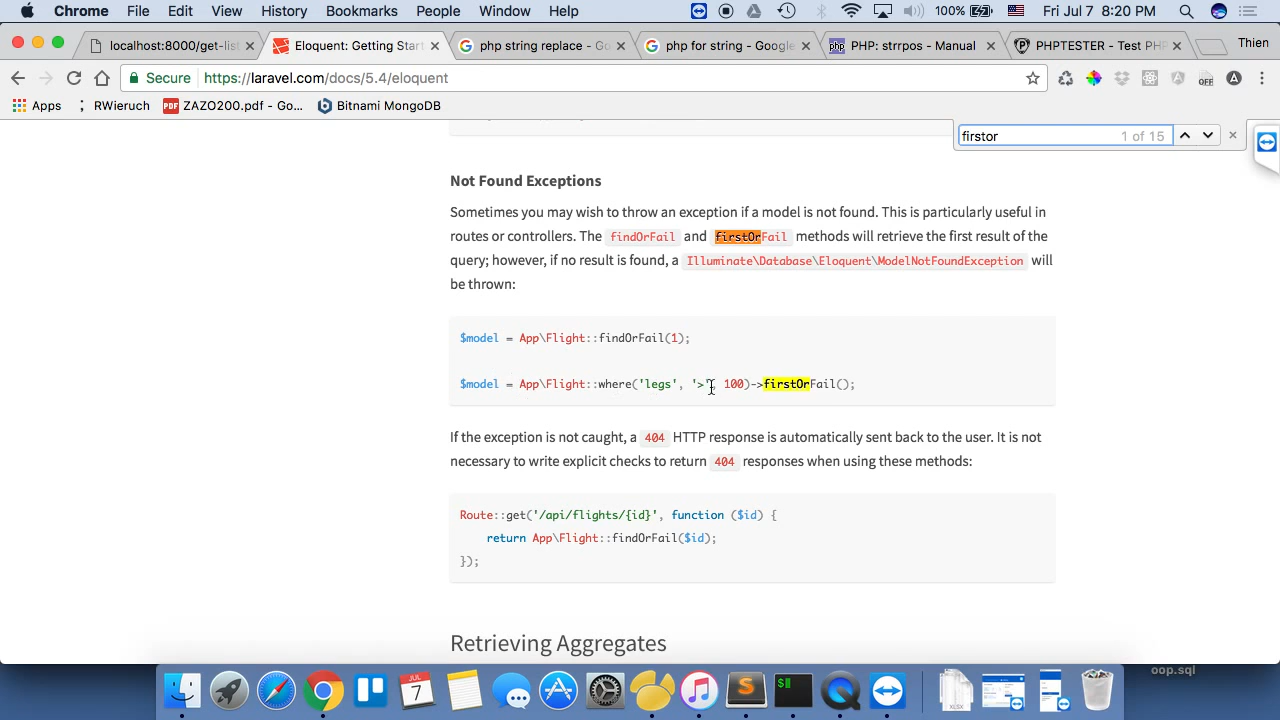 Chrome File Edit View History Bookmarks People Window Help 100% Fri Jul 7 8:20 PM
localhost:8000/get-list Eloquent: Getting Start php string replace - Go php for string - Google PHP: strrpos - Manual PHPTESTER - Test PHP Thien
Secure https://laravel.com/docs/5.4/eloquent
Apps RWieruch ZAZO200.pdf - Go... Bitnami MongoDB
firstor 1 of 15
Not Found Exceptions
Sometimes you may wish to throw an exception if a model is not found. This is particularly useful in
routes or controllers. The findOrFail and firstOrFail methods will retrieve the first result of the
query; however, if no result is found, a Illuminate\Database\Eloquent\ModelNotFoundException will
be thrown:
$model = App\Flight::findOrFail(1);
$model = App\Flight::where('legs', '>', 100)->firstOrFail();
If the exception is not caught, a 404 HTTP response is automatically sent back to the user. It is not
necessary to write explicit checks to return 404 responses when using these methods:
Route::get('/api/flights/{id}', function ($id) {
return App\Flight::findOrFail($id);
});
Retrieving Aggregates
oop.sql